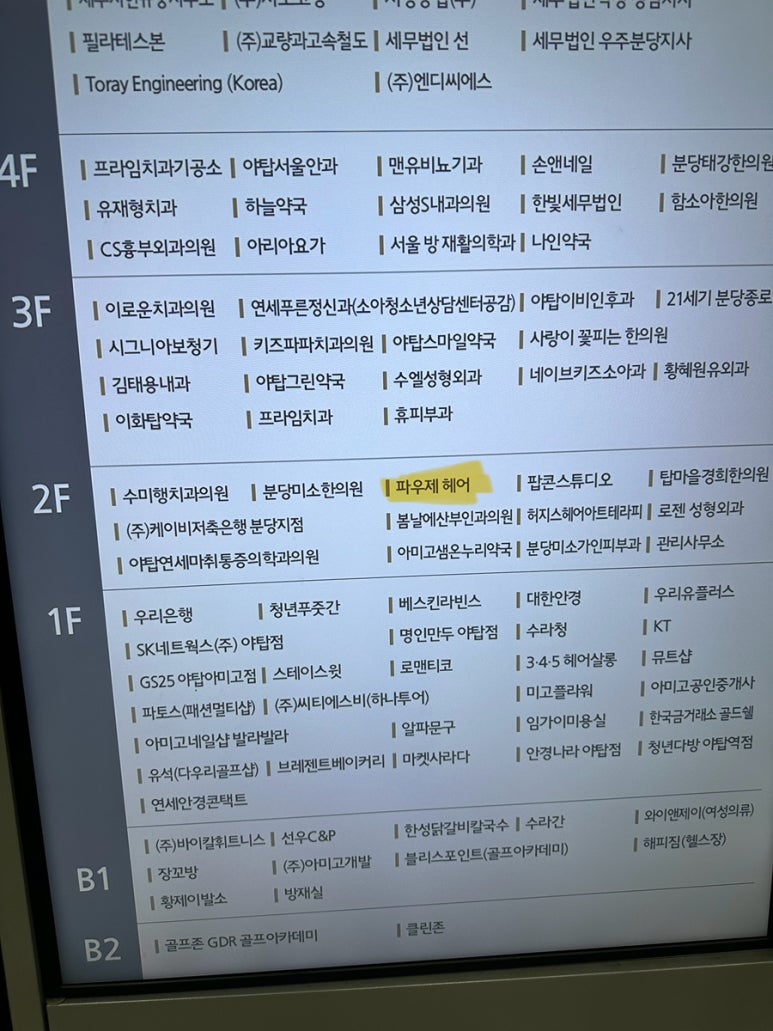 필라테스본 (주)교량과고속철도 세무법인 선 세무법인 우주분당지사
Toray Engineering (Korea) (주)엔디씨에스
4F
프라임치과기공소 야탑서울안과 맨유비뇨기과 손앤네일 분당태강한의원
유재형치과 하늘약국 삼성S내과의원 한빛세무법인 함소아한의원
CS흉부외과의원 아리아요가 서울 방 재활의학과 나인약국
3F
이로운치과의원 연세푸른정신과(소아청소년상담센터공감) 야탑이비인후과 21세기 분당종로
시그니아보청기 키즈파파치과의원 야탑스마일약국 사랑이 꽃피는 한의원
김태용내과 야탑그린약국 수엘성형외과 네이브키즈소아과 황혜원유외과
이화탑약국 프라임치과 휴피부과
2F
수미행치과의원 분당미소한의원 파우제 헤어 팝콘스튜디오 탑마을경희한의원
(주)케이비저축은행 분당지점 봄날에산부인과의원 허지스헤어아트테라피 로젠 성형외과
야탑연세마취통증의학과의원 아미고샘온누리약국 분당미소가인피부과 관리사무소
1F
우리은행 청년푸줏간 베스킨라빈스 대한안경 우리유플러스
SK네트웍스(주) 야탑점 명인만두 야탑점 수라청 KT
GS25 야탑아미고점 스테이스윗 로맨티코 3·4·5 헤어살롱 뮤트샵
파토스(패션멀티샵) (주)씨티에스비(하나투어) 미고플라워 아미고공인중개사
아미고네일샵 발라발라 알파문구 임가이미용실 한국금거래소 골드쉘
유석(다우리골프샵) 브레젠트베이커리 마켓사라다 안경나라 야탑점 청년다방 야탑역점
연세안경콘택트
B1
(주)바이칼휘트니스 선우C&P 한성닭갈비칼국수 수라간 와이앤제이(여성의류)
장꼬방 (주)아미고개발 블리스포인트(골프아카데미) 해피짐(헬스장)
황제이발소 방재실
B2
골프존 GDR 골프아카데미 클린존